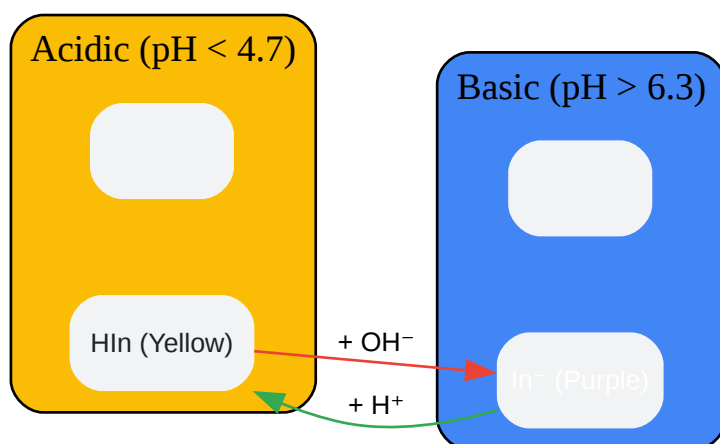 Acidic (pH < 4.7)
Basic (pH > 6.3)
HIn (Yellow)
+ OH⁻
In⁻ (Purple)
+ H⁺